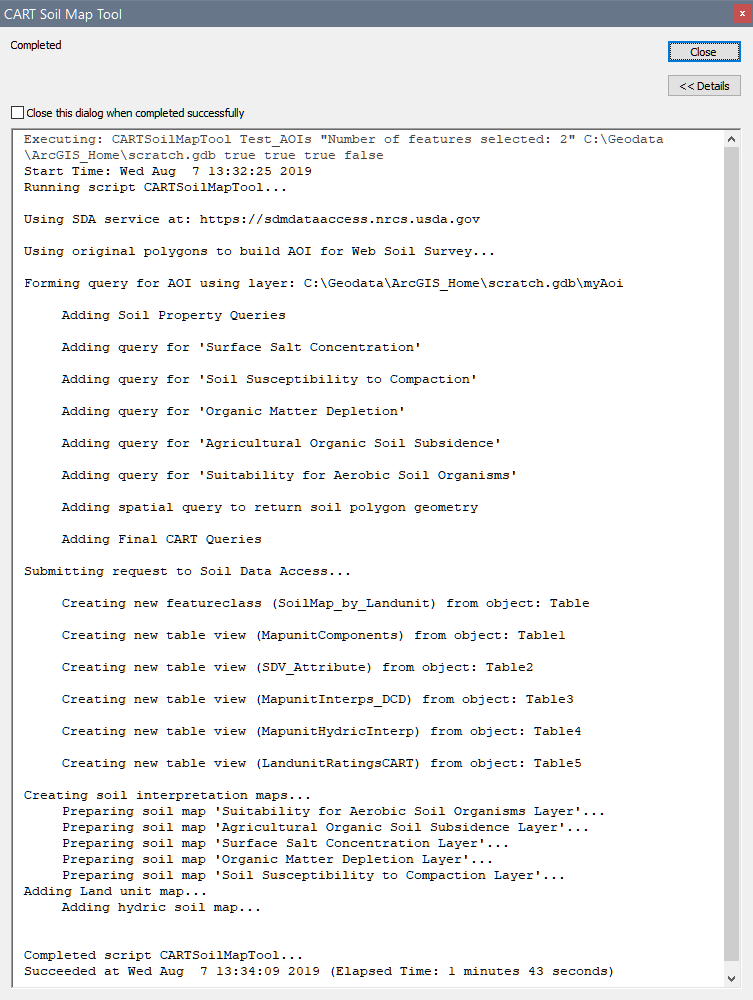 CART Soil Map Tool
x
Completed
Close
<< Details
Close this dialog when completed successfully
Executing: CARTSoilMapTool Test_AOIs "Number of features selected: 2" C:\Geodata
\ArcGIS_Home\scratch.gdb true true true false
Start Time: Wed Aug  7 13:32:25 2019
Running script CARTSoilMapTool...
Using SDA service at: https://sdmdataaccess.nrcs.usda.gov
Using original polygons to build AOI for Web Soil Survey...
Forming query for AOI using layer: C:\Geodata\ArcGIS_Home\scratch.gdb\myAoi
Adding Soil Property Queries
Adding query for 'Surface Salt Concentration'
Adding query for 'Soil Susceptibility to Compaction'
Adding query for 'Organic Matter Depletion'
Adding query for 'Agricultural Organic Soil Subsidence'
Adding query for 'Suitability for Aerobic Soil Organisms'
Adding spatial query to return soil polygon geometry
Adding Final CART Queries
Submitting request to Soil Data Access...
Creating new featureclass (SoilMap_by_Landunit) from object: Table
Creating new table view (MapunitComponents) from object: Table1
Creating new table view (SDV_Attribute) from object: Table2
Creating new table view (MapunitInterps_DCD) from object: Table3
Creating new table view (MapunitHydricInterp) from object: Table4
Creating new table view (LandunitRatingsCART) from object: Table5
Creating soil interpretation maps...
Preparing soil map 'Suitability for Aerobic Soil Organisms Layer'...
Preparing soil map 'Agricultural Organic Soil Subsidence Layer'...
Preparing soil map 'Surface Salt Concentration Layer'...
Preparing soil map 'Organic Matter Depletion Layer'...
Preparing soil map 'Soil Susceptibility to Compaction Layer'...
Adding Land unit map...
Adding hydric soil map...
Completed script CARTSoilMapTool...
Succeeded at Wed Aug  7 13:34:09 2019 (Elapsed Time: 1 minutes 43 seconds)